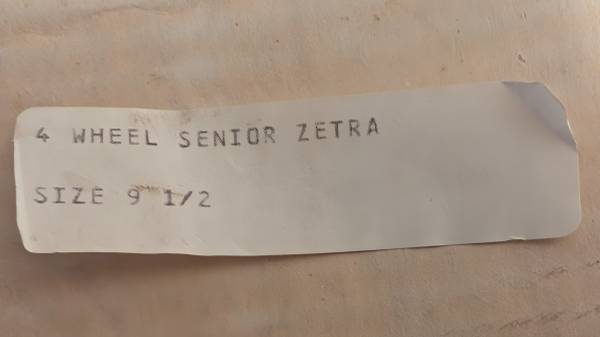 4 WHEEL SENIOR ZETRA
SIZE 9 1/2